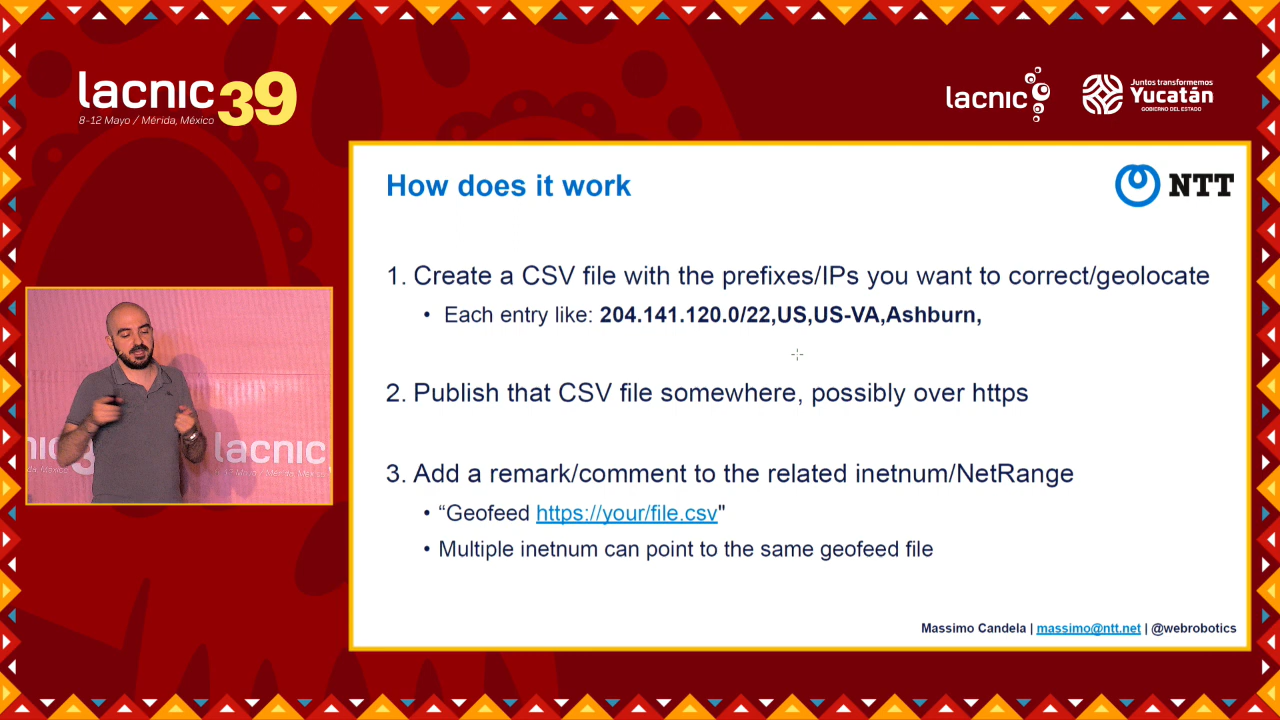 lacnic 39
8-12 Mayo / Mérida, México
lacnic
Juntos transformemos
Yucatán
GOBIERNO DEL ESTADO
How does it work
NTT
1. Create a CSV file with the prefixes/IPs you want to correct/geolocate
• Each entry like: 204.141.120.0/22,US,US-VA,Ashburn,
2. Publish that CSV file somewhere, possibly over https
3. Add a remark/comment to the related inetnum/NetRange
• “Geofeed https://your/file.csv"
• Multiple inetnum can point to the same geofeed file
Massimo Candela | massimo@ntt.net | @webrobotics
lacnic